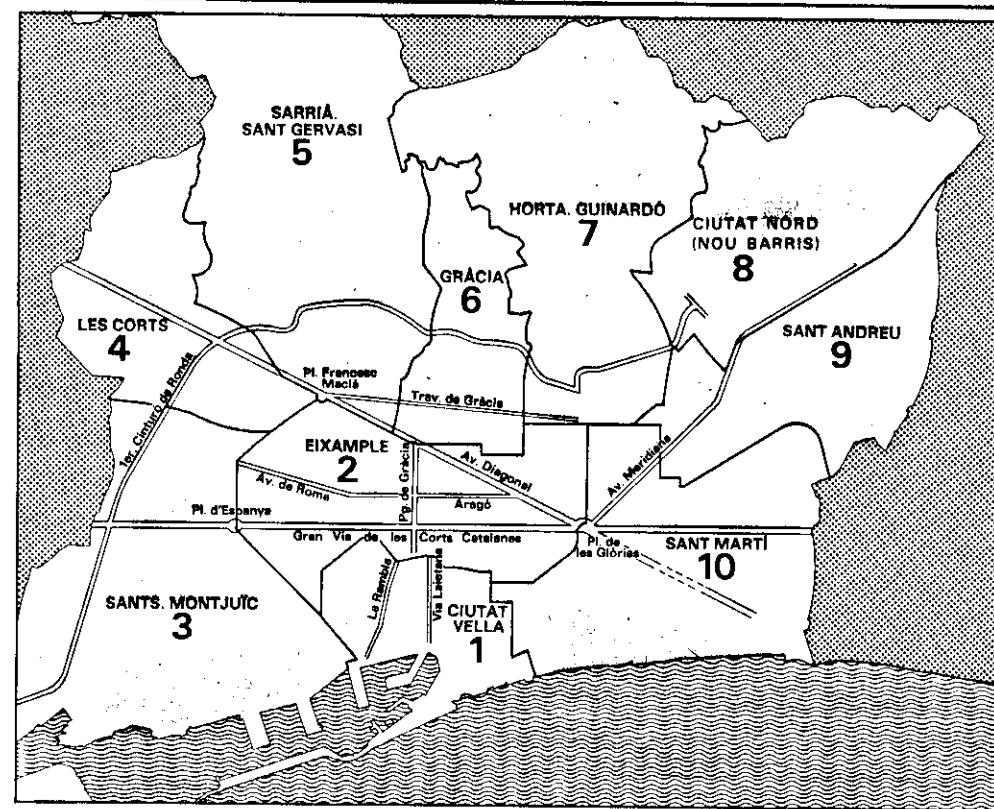 SARRIÀ.
SANT GERVASI
5
HORTA. GUINARDÓ
7
CIUTAT NORD
(NOU BARRIS)
8
GRÀCIA
6
LES CORTS
4
SANT ANDREU
9
1er. Cinturó de Ronda
Pl. Francesc
Macià
Trav. de Gràcia
EIXAMPLE
2
Av. Diagonal
Av. Meridiana
Av. de Roma
Pg. de Gràcia
Aragó
Pl. d'Espanya
Gran Via de les Corts Catalanes
Pl. de
les Glòries
SANT MARTÍ
10
SANTS. MONTJUÏC
3
La Rambla
Via Laietana
CIUTAT
VELLA
1